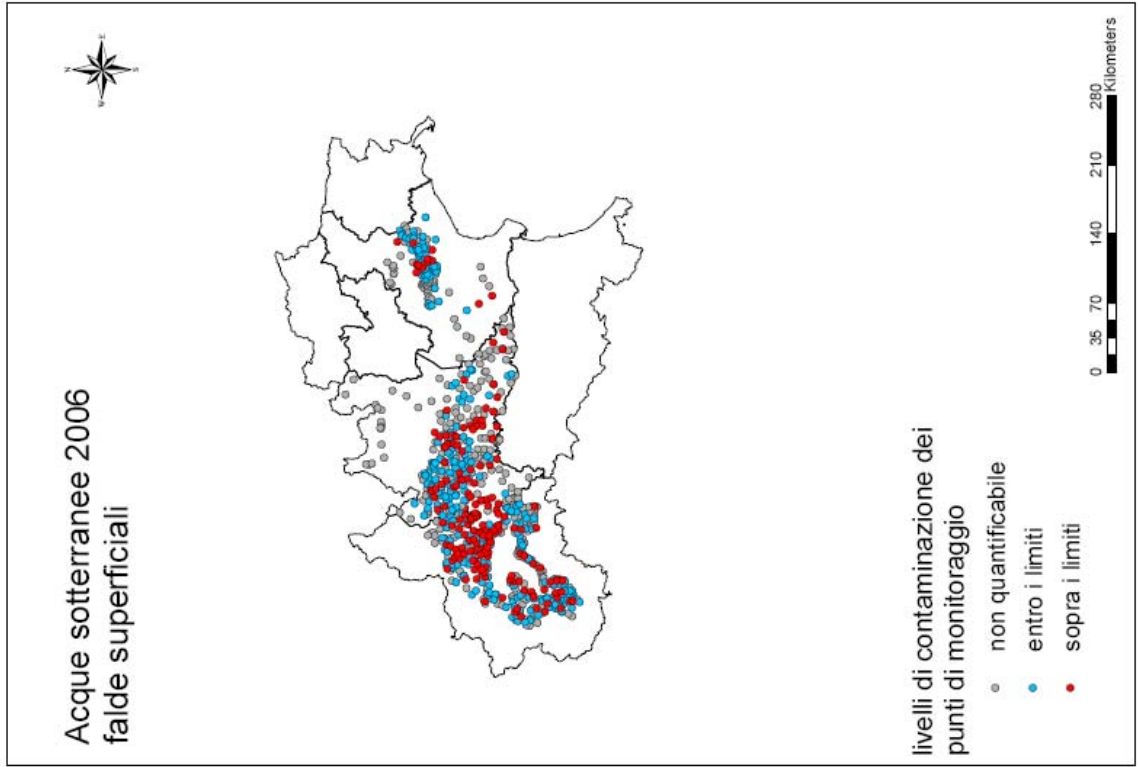 Acque sotterranee 2006
falde superficiali
N
W E
S
livelli di contaminazione dei
punti di monitoraggio
non quantificabile
entro i limiti
sopra i limiti
0 35 70 140 210 280
Kilometers